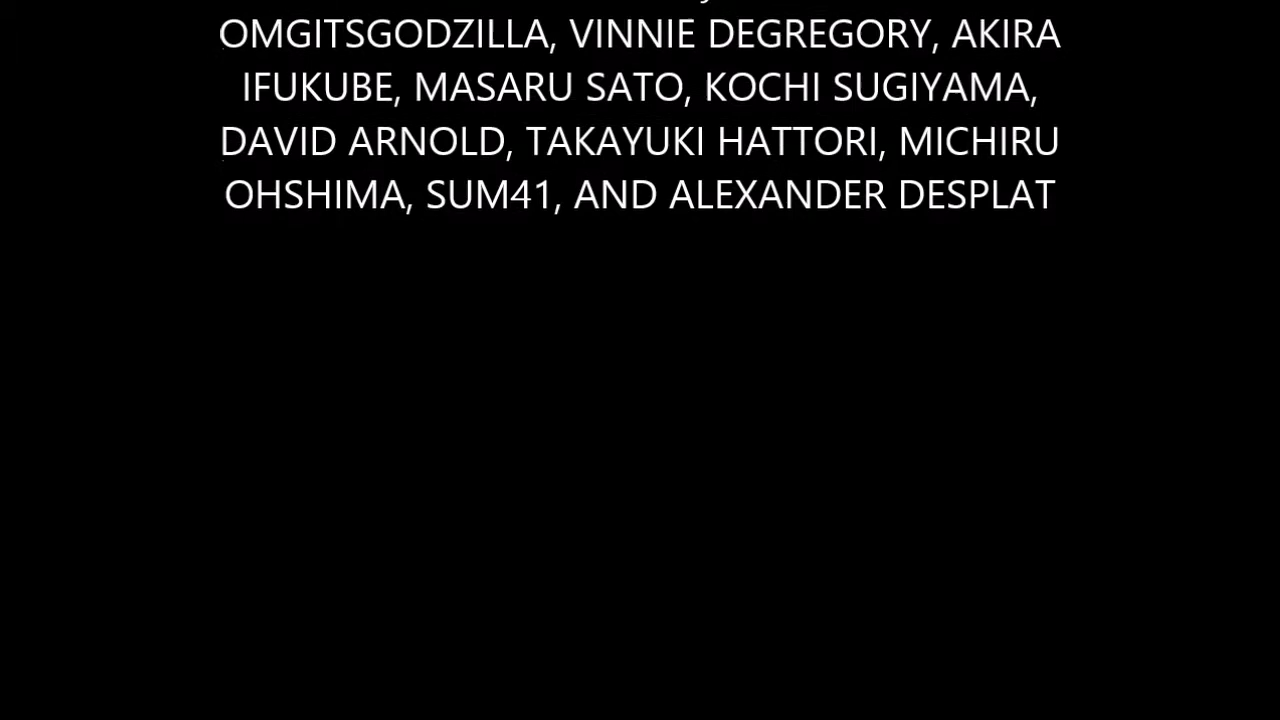 OMGITSGODZILLA, VINNIE DEGREGORY, AKIRA
IFUKUBE, MASARU SATO, KOCHI SUGIYAMA,
DAVID ARNOLD, TAKAYUKI HATTORI, MICHIRU
OHSHIMA, SUM41, AND ALEXANDER DESPLAT